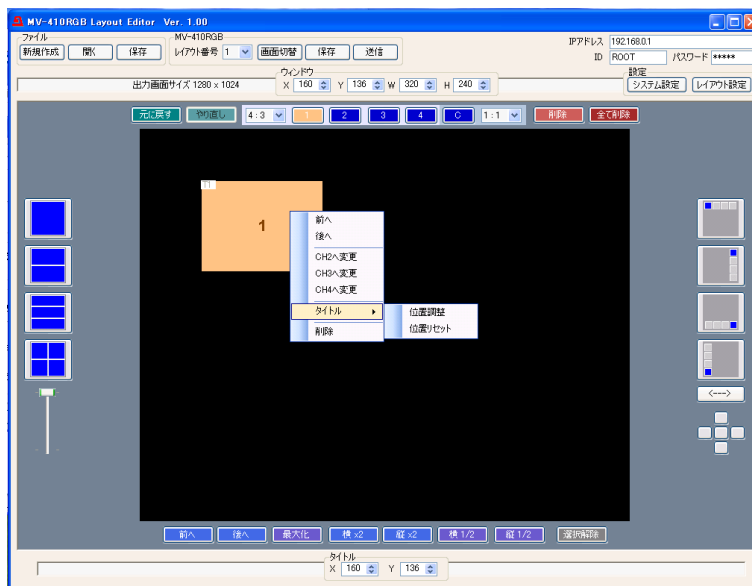 MV-410RGB Layout Editor Ver. 1.00
ファイル
新規作成 開く 保存
MV-410RGB
レイアウト番号 1 画面切替 保存 送信
IPアドレス 192.168.0.1
ID ROOT パスワード *****
出力画面サイズ 1280 x 1024
ウィンドウ
X 160 Y 136 W 320 H 240
設定
システム設定 レイアウト設定
元に戻す やり直し 4:3 1 2 3 4 C 1:1 削除 全て削除
T1
1
前へ
後へ
CH2へ変更
CH3へ変更
CH4へ変更
タイトル
削除
位置調整
位置リセット
<--->
前へ 後へ 最大化 横 x2 縦 x2 横 1/2 縦 1/2 選択解除
タイトル
X 160 Y 136